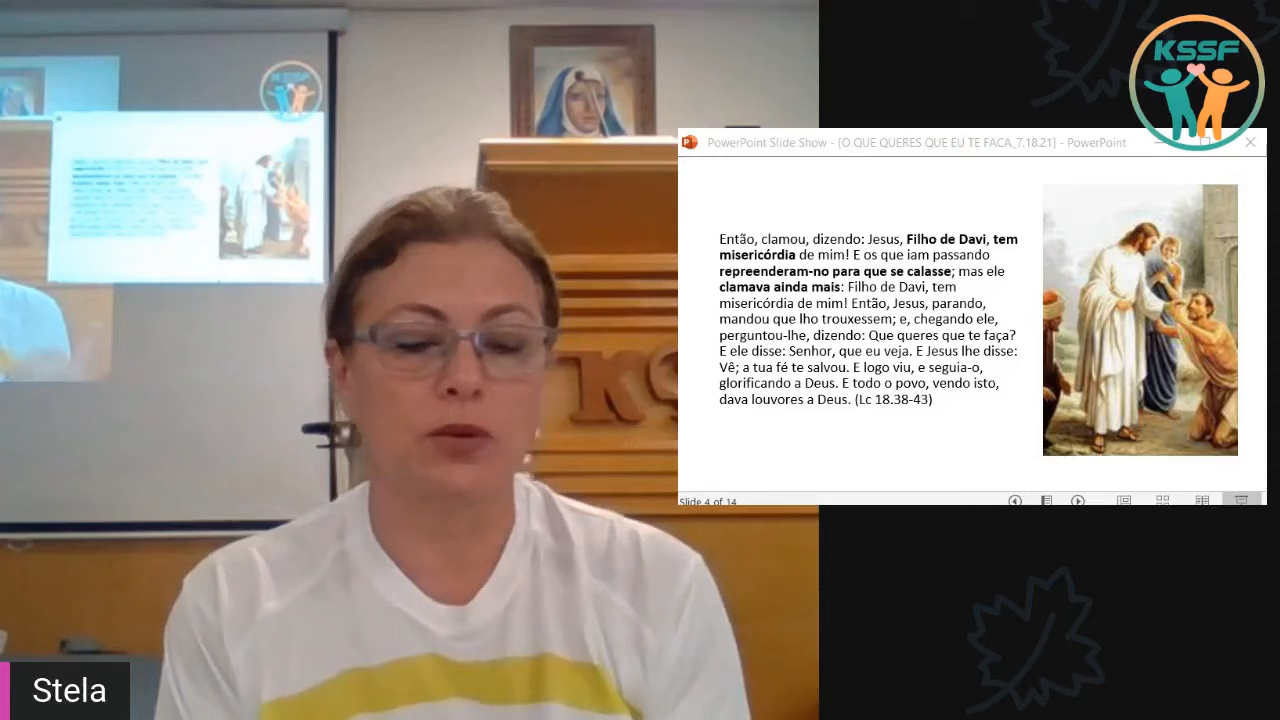 KSSF
PowerPoint Slide Show - [O QUE QUERES QUE EU TE FACA_7.18.21] - PowerPoint
Então, clamou, dizendo: Jesus, Filho de Davi, tem
misericórdia de mim! E os que iam passando
repreenderam-no para que se calasse; mas ele
clamava ainda mais: Filho de Davi, tem
misericórdia de mim! Então, Jesus, parando,
mandou que lho trouxessem; e, chegando ele,
perguntou-lhe, dizendo: Que queres que te faça?
E ele disse: Senhor, que eu veja. E Jesus lhe disse:
Vê; a tua fé te salvou. E logo viu, e seguia-o,
glorificando a Deus. E todo o povo, vendo isto,
dava louvores a Deus. (Lc 18.38-43)
Slide 4 of 14
Stela